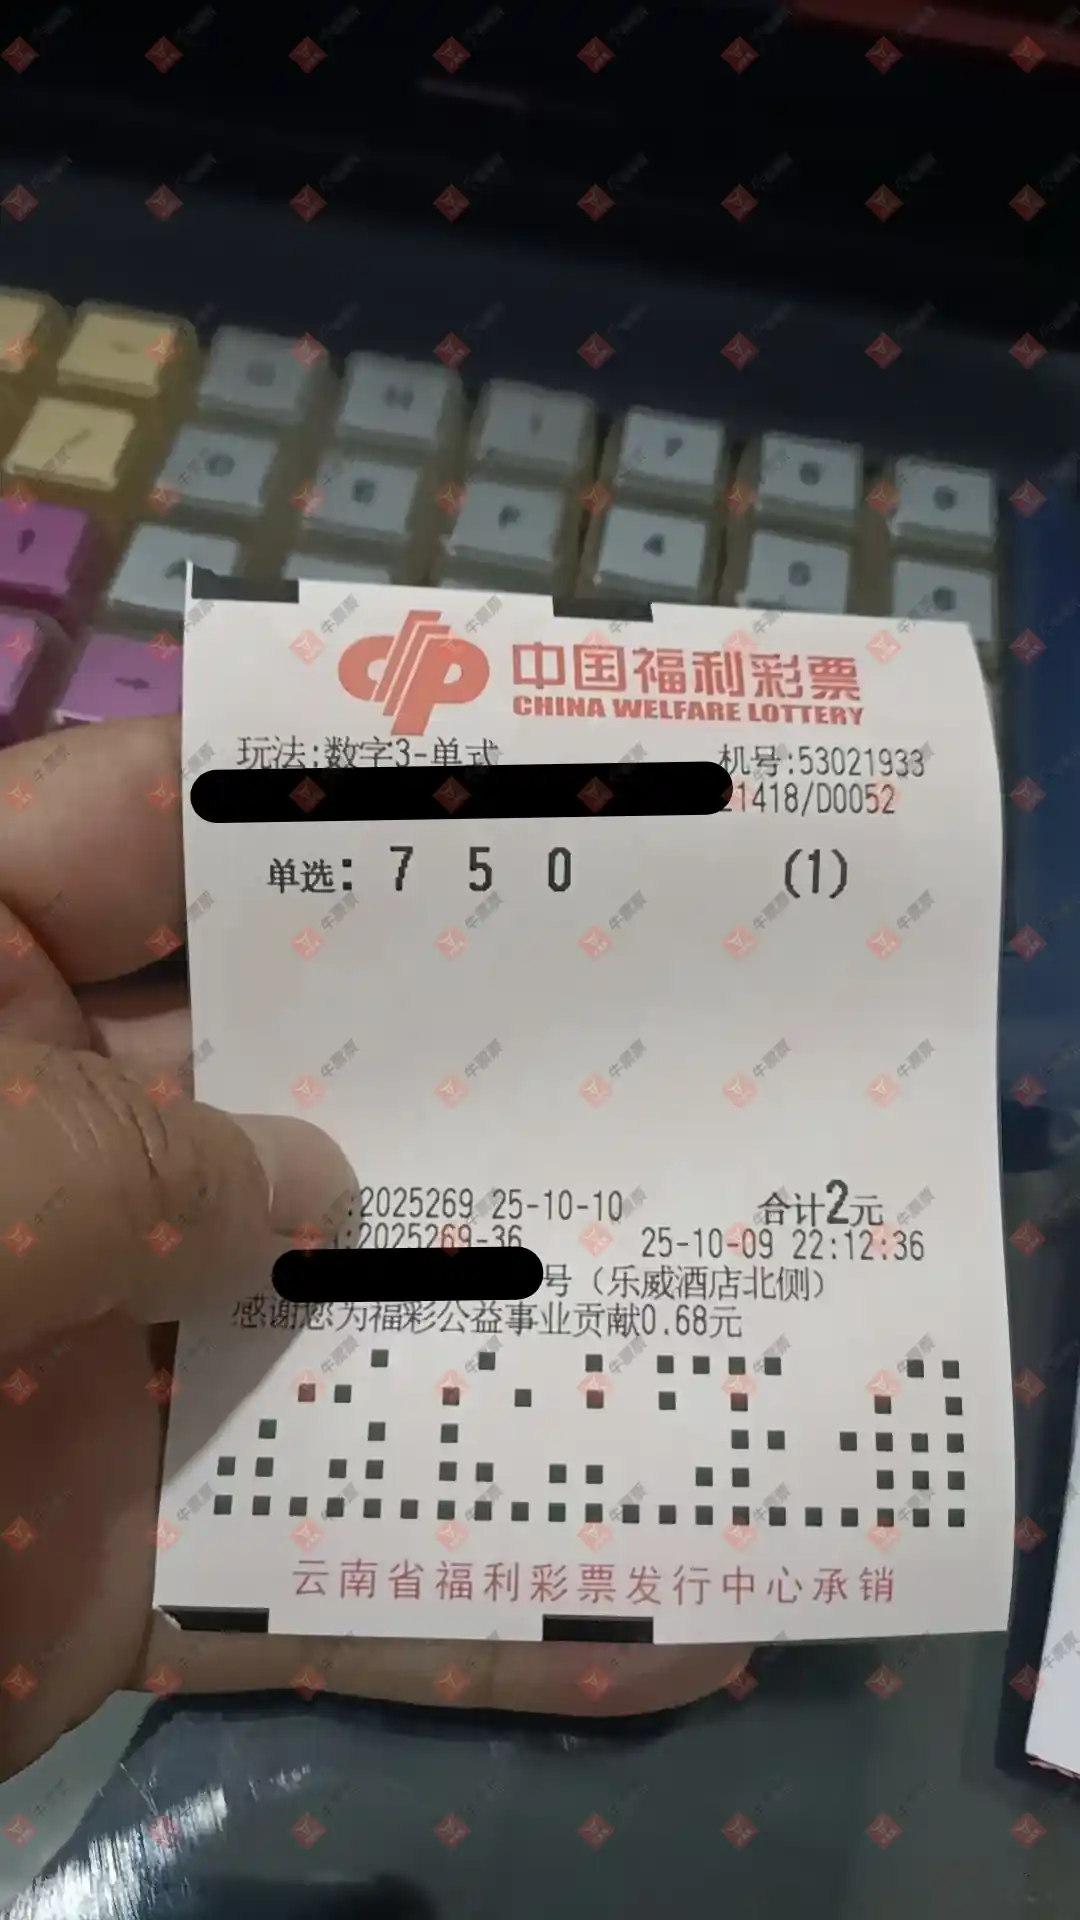 中国福利彩票
CHINA WELFARE LOTTERY
玩法:数字3-单式 机号:53021933
1418/D0052
单选: 7 5 0 (1)
:2025269 25-10-10 合计2元
:2025269-36 25-10-09 22:12:36
号（乐威酒店北侧）
感谢您为福彩公益事业贡献0.68元
云南省福利彩票发行中心承销